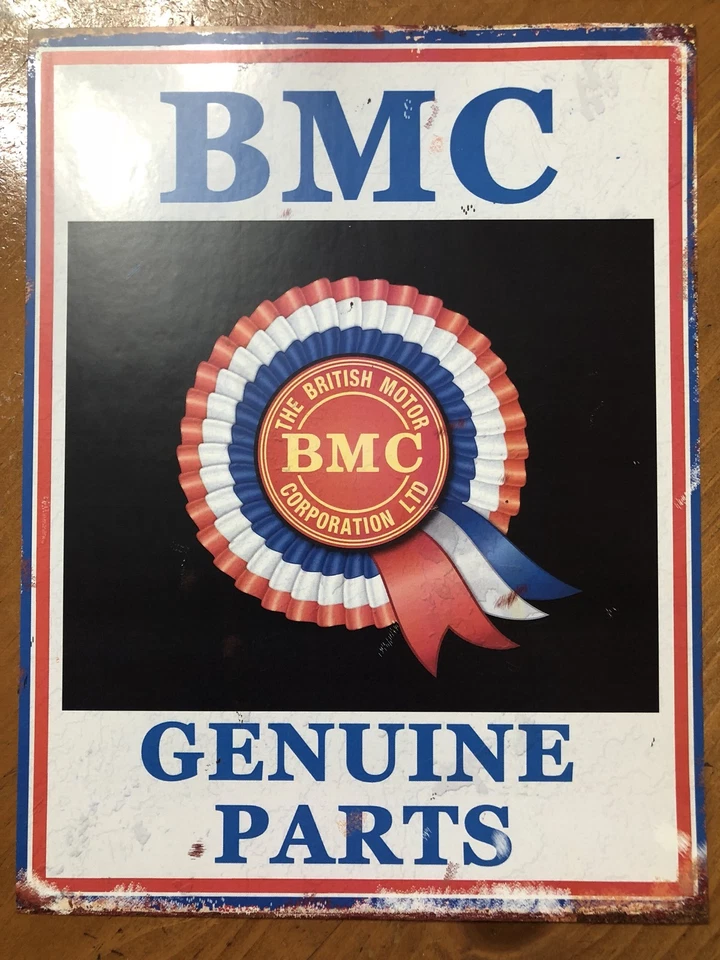 BMC
THE BRITISH MOTOR
BMC
CORPORATION LTD
GENUINE
PARTS